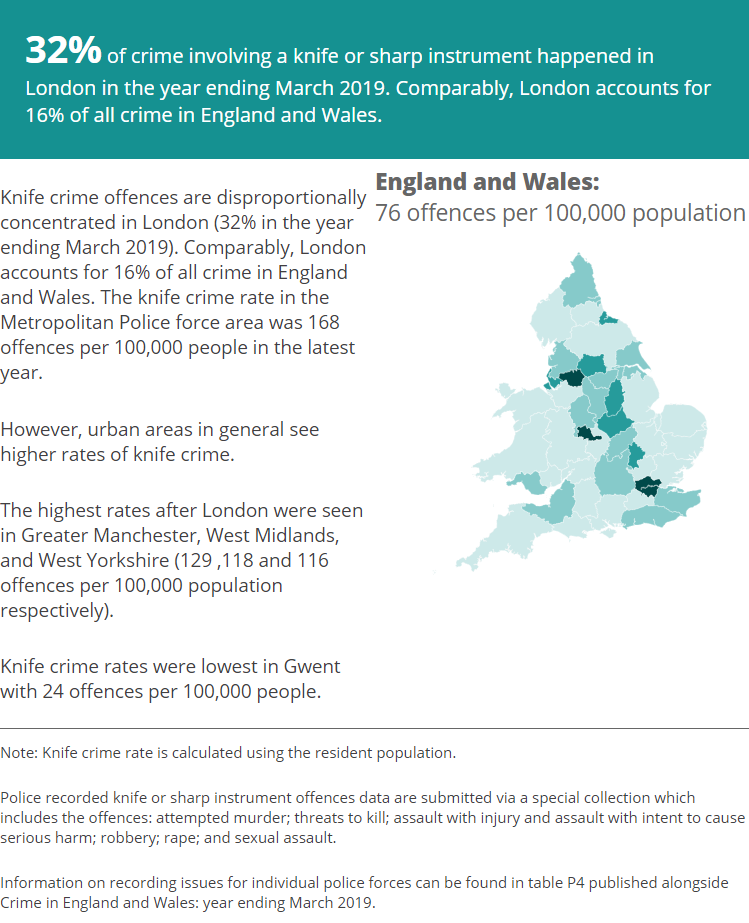 32% of crime involving a knife or sharp instrument happened in
London in the year ending March 2019. Comparably, London accounts for
16% of all crime in England and Wales.
Knife crime offences are disproportionally
concentrated in London (32% in the year
ending March 2019). Comparably, London
accounts for 16% of all crime in England
and Wales. The knife crime rate in the
Metropolitan Police force area was 168
offences per 100,000 people in the latest
year.
However, urban areas in general see
higher rates of knife crime.
The highest rates after London were seen
in Greater Manchester, West Midlands,
and West Yorkshire (129 ,118 and 116
offences per 100,000 population
respectively).
Knife crime rates were lowest in Gwent
with 24 offences per 100,000 people.
England and Wales:
76 offences per 100,000 population
Note: Knife crime rate is calculated using the resident population.
Police recorded knife or sharp instrument offences data are submitted via a special collection which
includes the offences: attempted murder; threats to kill; assault with injury and assault with intent to cause
serious harm; robbery; rape; and sexual assault.
Information on recording issues for individual police forces can be found in table P4 published alongside
Crime in England and Wales: year ending March 2019.